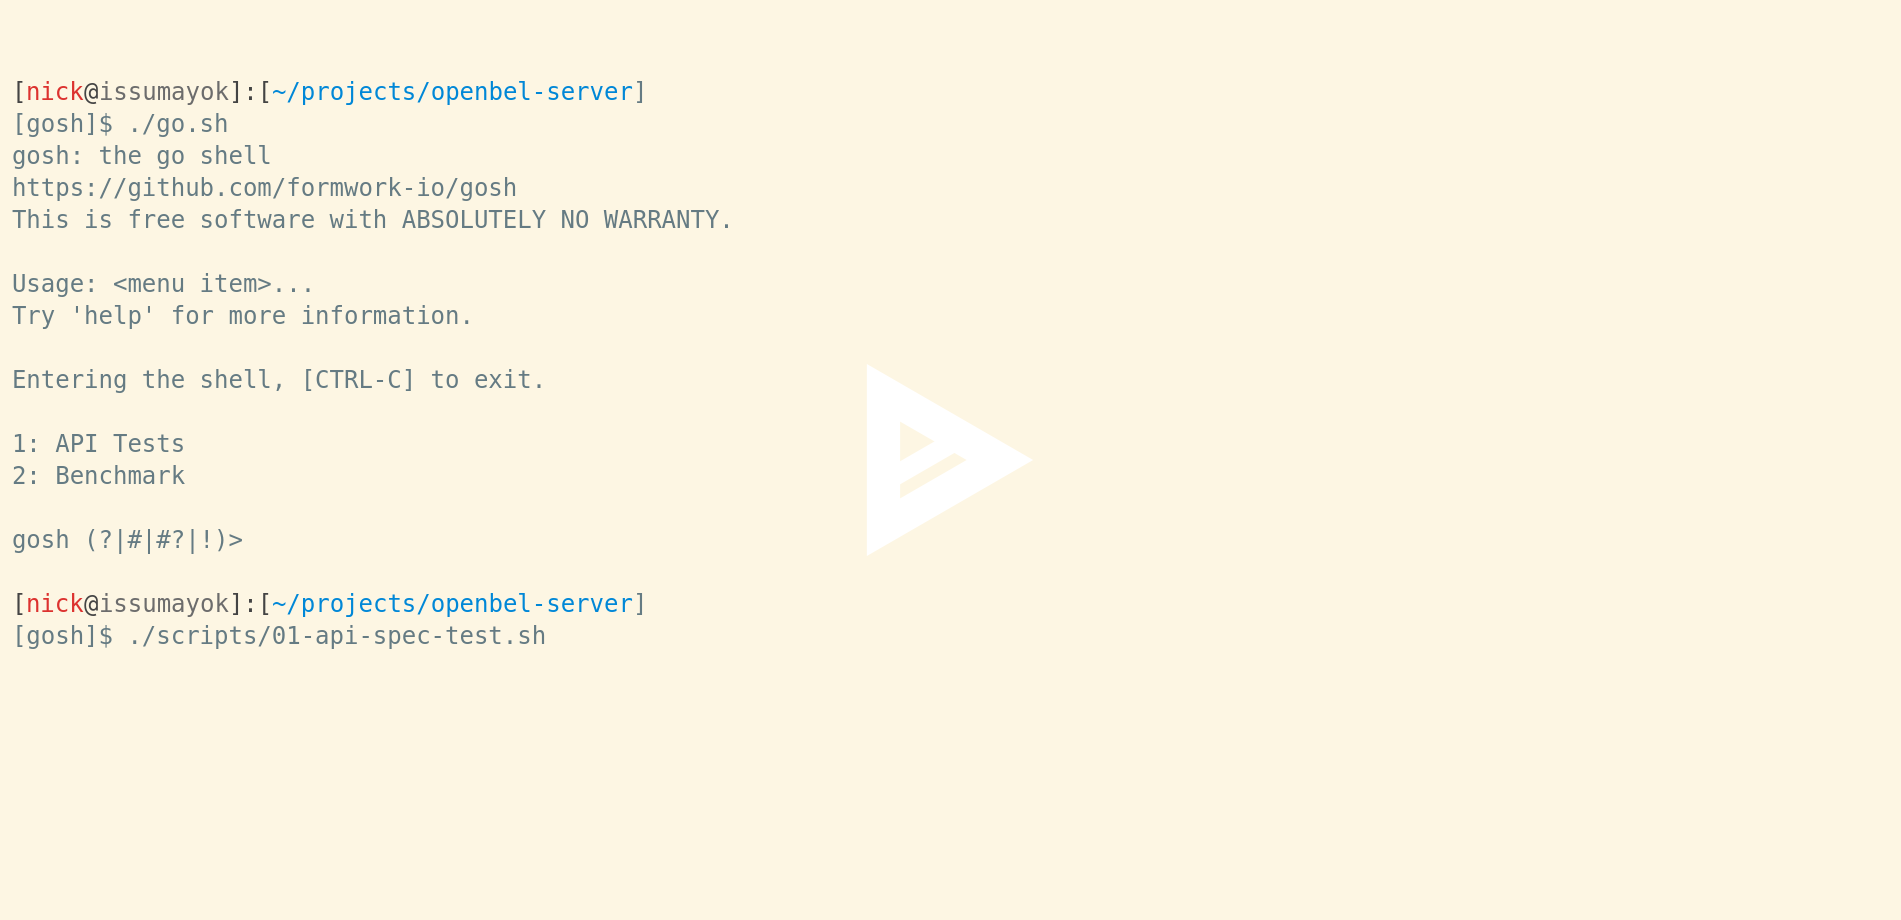 [nick@issumayok]:[~/projects/openbel-server]
[gosh]$ ./go.sh
gosh: the go shell
https://github.com/formwork-io/gosh
This is free software with ABSOLUTELY NO WARRANTY.
Usage: <menu item>...
Try 'help' for more information.
Entering the shell, [CTRL-C] to exit.
1: API Tests
2: Benchmark
gosh (?|#|#?|!)>
[nick@issumayok]:[~/projects/openbel-server]
[gosh]$ ./scripts/01-api-spec-test.sh